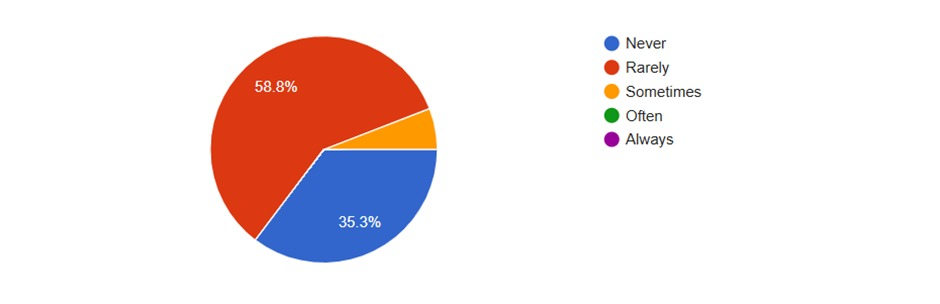 58.8%
35.3%
Never
Rarely
Sometimes
Often
Always